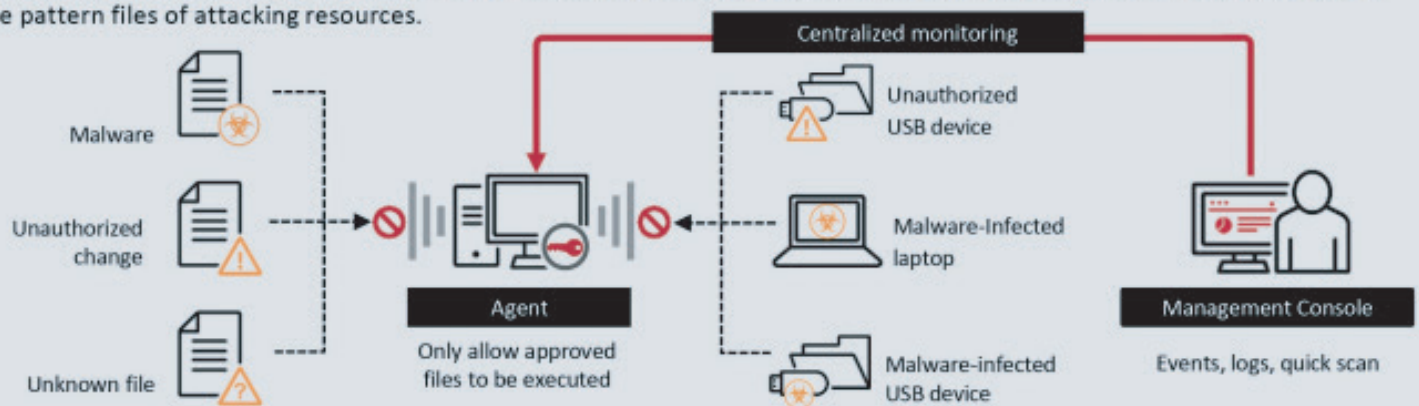 e pattern files of attacking resources.
Centralized monitoring
Malware
Unauthorized
change
Unknown file
Agent
Only allow approved
files to be executed
Unauthorized
USB device
Malware-Infected
laptop
Malware-infected
USB device
Management Console
Events, logs, quick scan